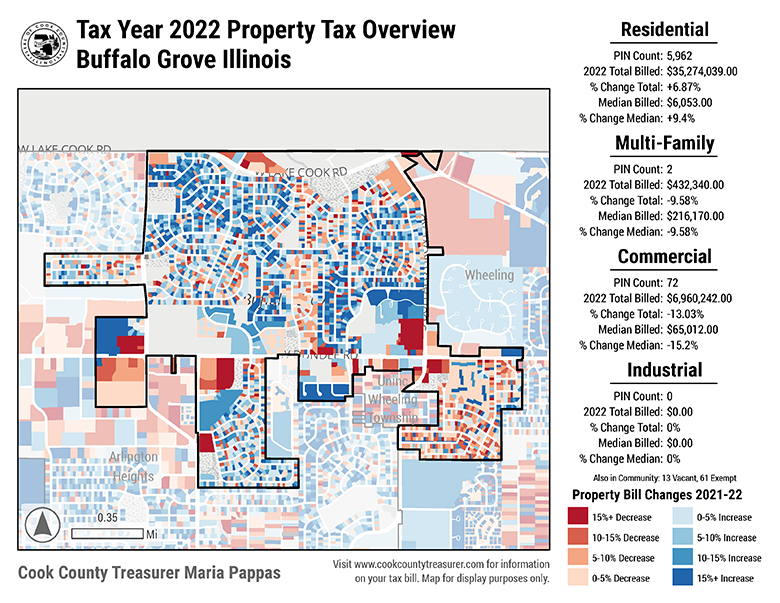 Tax Year 2022 Property Tax Overview
Buffalo Grove Illinois
W LAKE COOK RD
LAKE COOK RD
Wheeling
DUNDEE RD
Uninc
Wheeling
Township
Arlington
Heights
0.35
Mi
Cook County Treasurer Maria Pappas
Visit www.cookcountytreasurer.com for information
on your tax bill. Map for display purposes only.
Residential
PIN Count: 5,962
2022 Total Billed: $35,274,039.00
% Change Total: +6.87%
Median Billed: $6,053.00
% Change Median: +9.4%
Multi-Family
PIN Count: 2
2022 Total Billed: $432,340.00
% Change Total: -9.58%
Median Billed: $216,170.00
% Change Median: -9.58%
Commercial
PIN Count: 72
2022 Total Billed: $6,960,242.00
% Change Total: -13.03%
Median Billed: $65,012.00
% Change Median: -15.2%
Industrial
PIN Count: 0
2022 Total Billed: $0.00
% Change Total: 0%
Median Billed: $0.00
% Change Median: 0%
Also in Community: 13 Vacant, 61 Exempt
Property Bill Changes 2021-22
15%+ Decrease
10-15% Decrease
5-10% Decrease
0-5% Decrease
0-5% Increase
5-10% Increase
10-15% Increase
15%+ Increase